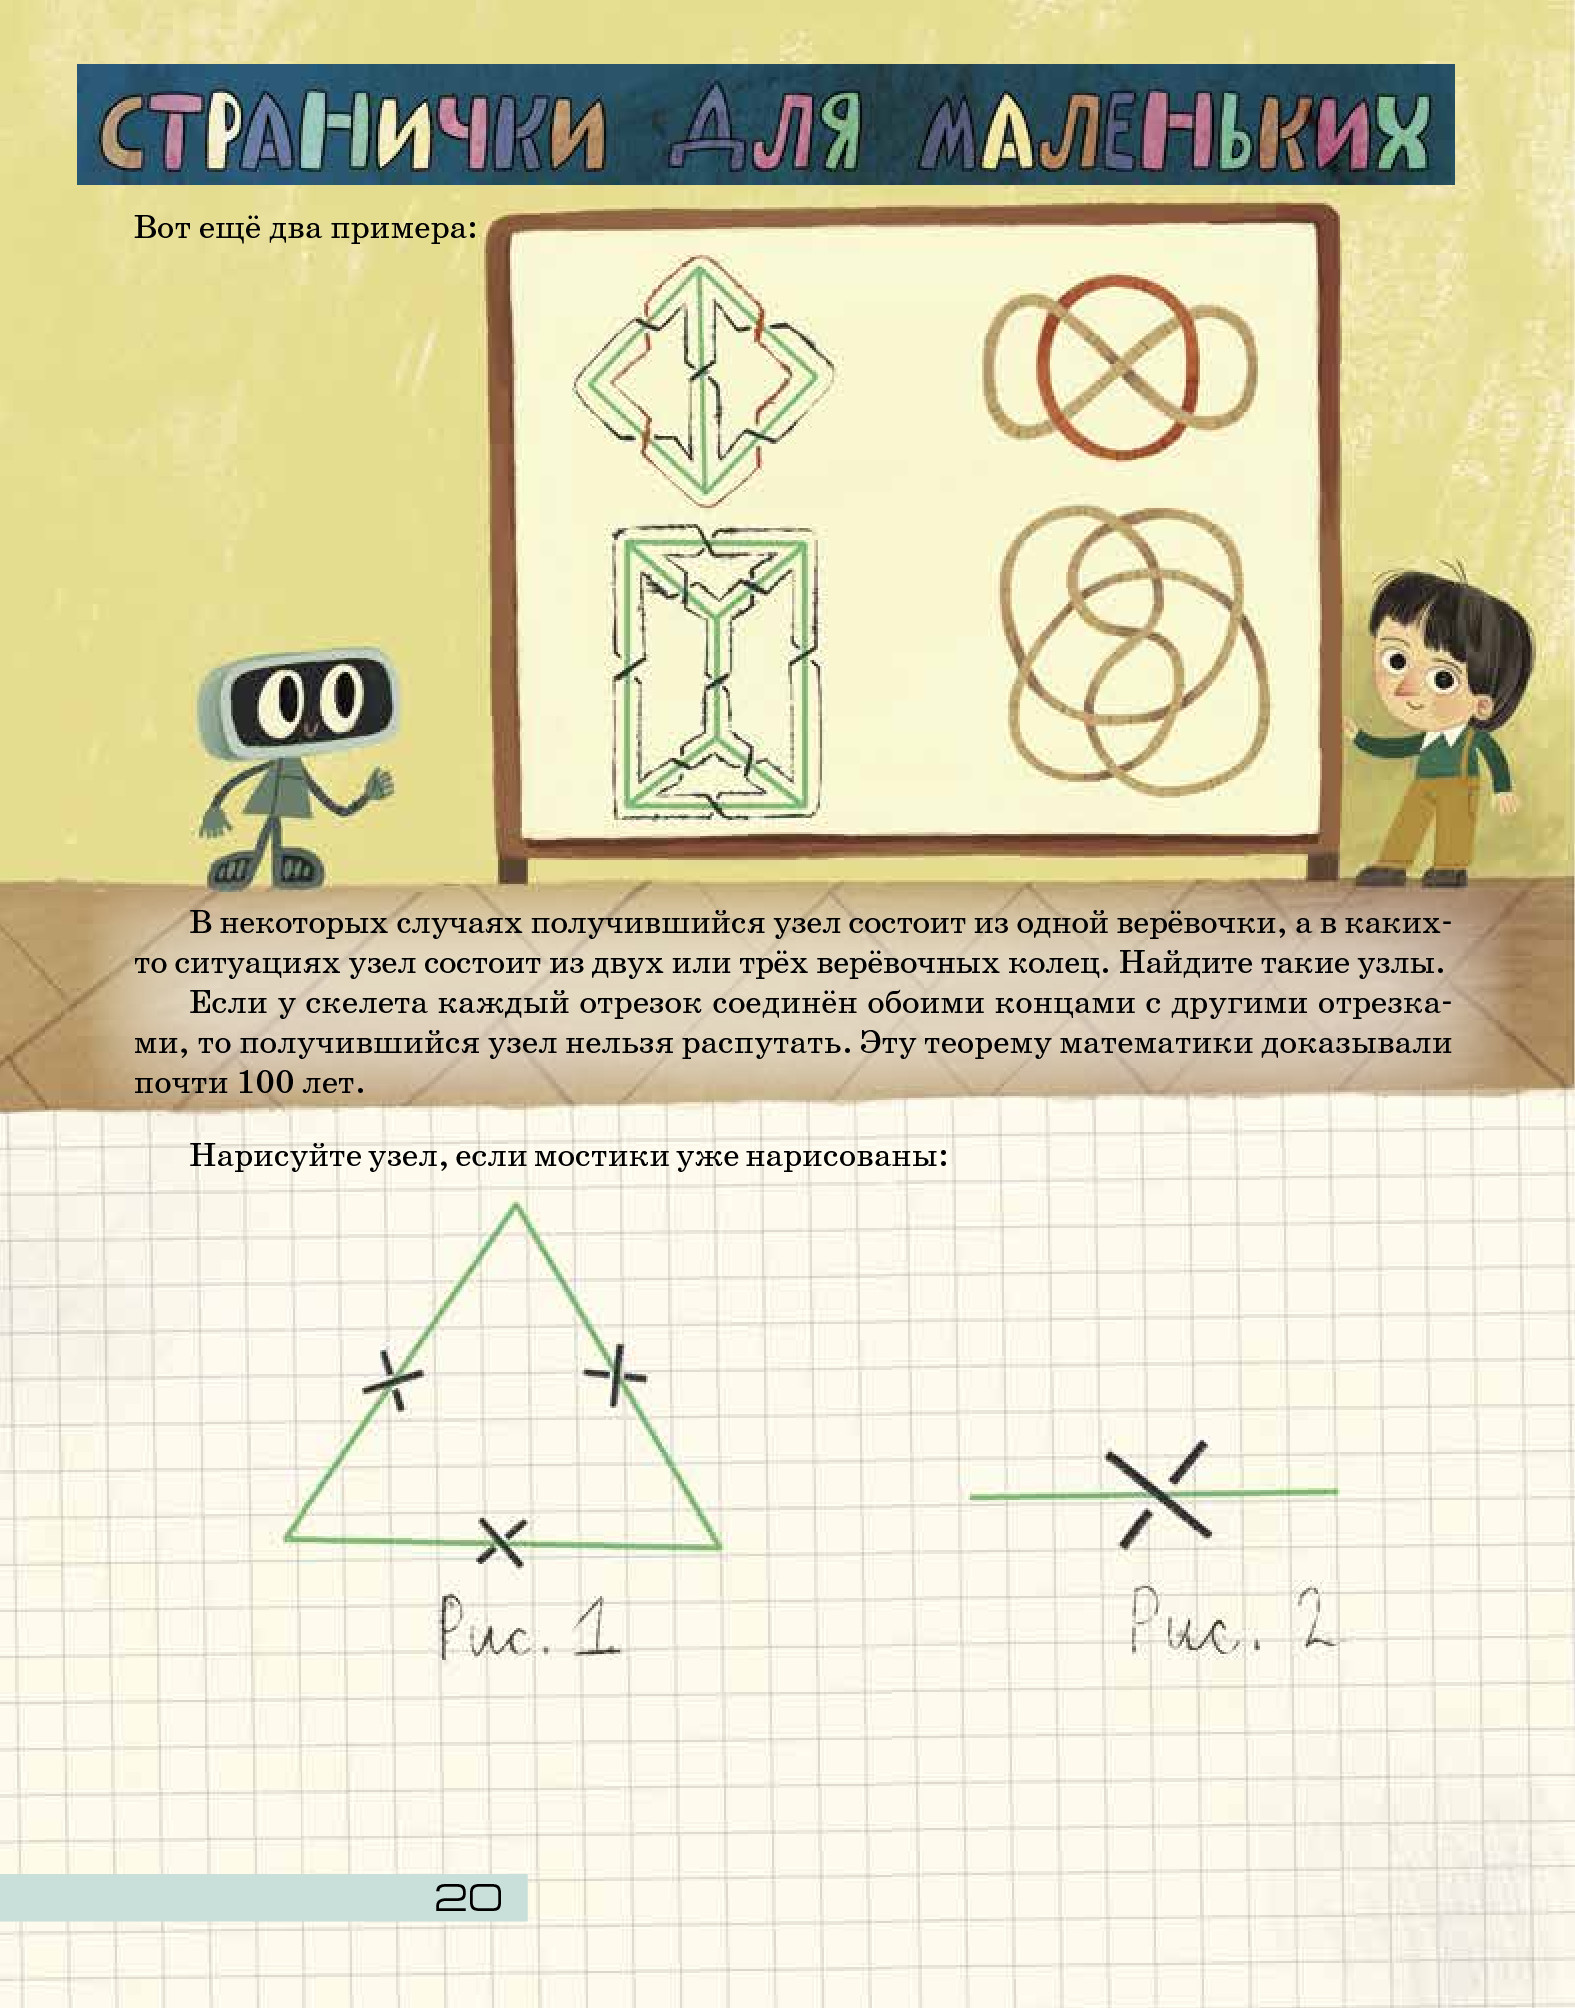 СТРАНИЧКИ ДЛЯ МАЛЕНЬКИХ
Вот ещё два примера:
В некоторых случаях получившийся узел состоит из одной верёвочки, а в каких-
то ситуациях узел состоит из двух или трёх верёвочных колец. Найдите такие узлы.
Если у скелета каждый отрезок соединён обоими концами с другими отрезка-
ми, то получившийся узел нельзя распутать. Эту теорему математики доказывали
почти 100 лет.
Нарисуйте узел, если мостики уже нарисованы:
Рис. 1
Рис. 2
20